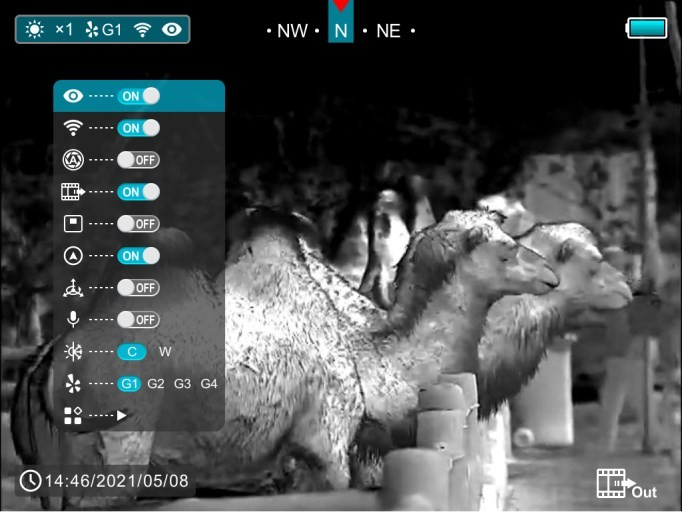 ×1 G1
• NW • N • NE •
ON
ON
OFF
ON
OFF
ON
OFF
OFF
C W
G1 G2 G3 G4
14:46/2021/05/08
Out